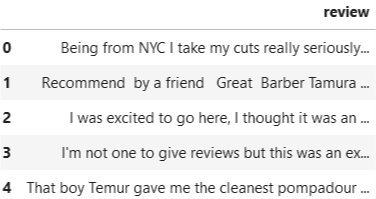 review
0 Being from NYC I take my cuts really seriously...
1 Recommend by a friend Great Barber Tamura ...
2 I was excited to go here, I thought it was an ...
3 I'm not one to give reviews but this was an ex...
4 That boy Temur gave me the cleanest pompadour ...